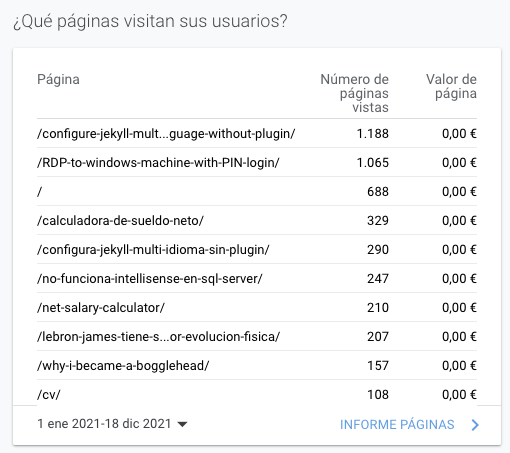 ¿Qué páginas visitan sus usuarios?
Página Número de páginas vistas Valor de página
/configure-jekyll-mult...guage-without-plugin/ 1.188 0,00 €
/RDP-to-windows-machine-with-PIN-login/ 1.065 0,00 €
/ 688 0,00 €
/calculadora-de-sueldo-neto/ 329 0,00 €
/configura-jekyll-multi-idioma-sin-plugin/ 290 0,00 €
/no-funciona-intellisense-en-sql-server/ 247 0,00 €
/net-salary-calculator/ 210 0,00 €
/lebron-james-tiene-s...or-evolucion-fisica/ 207 0,00 €
/why-i-became-a-bogglehead/ 157 0,00 €
/cv/ 108 0,00 €
1 ene 2021-18 dic 2021 INFORME PÁGINAS